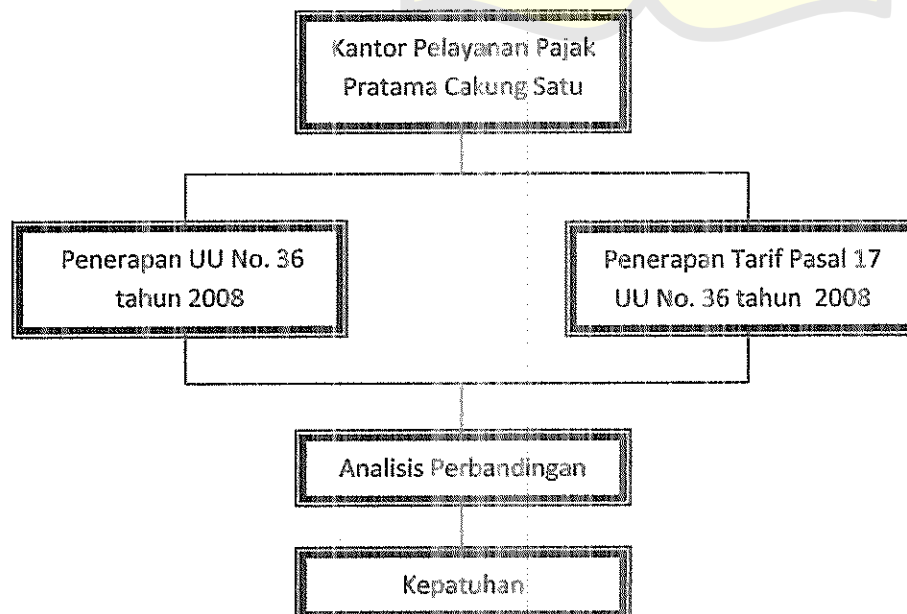 Kantor Pelayanan Pajak
Pratama Cakung Satu
Penerapan UU No. 36
tahun 2008
Penerapan Tarif Pasal 17
UU No. 36 tahun 2008
Analisis Perbandingan
Kepatuhan